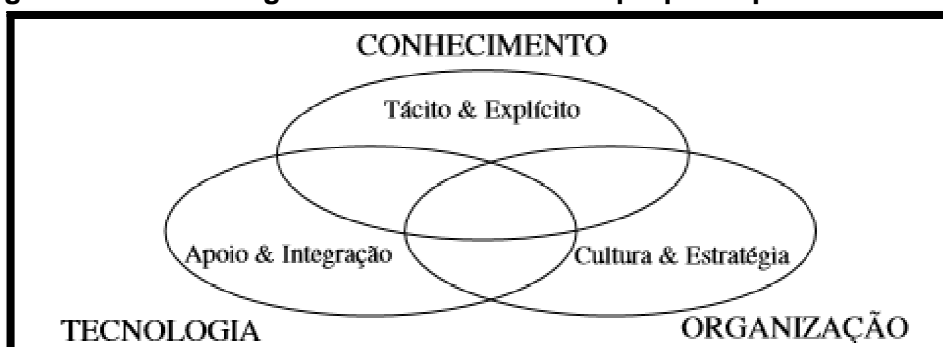 CONHECIMENTO
Tácito & Explícito
Apoio & Integração
Cultura & Estratégia
TECNOLOGIA
ORGANIZAÇÃO